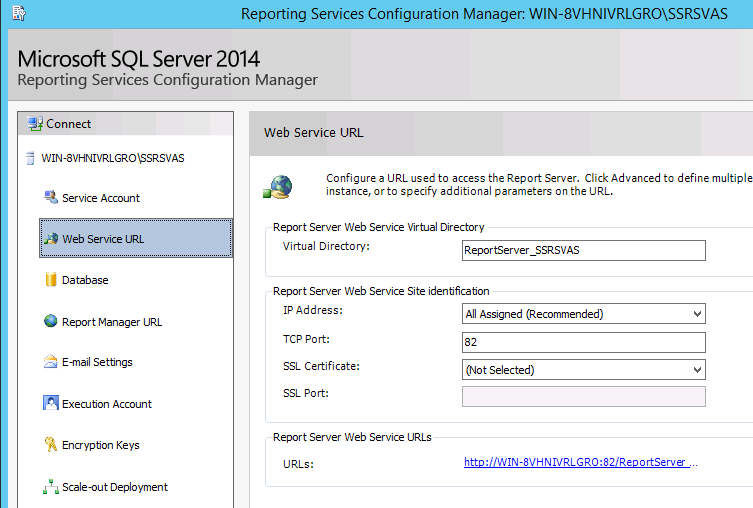 Reporting Services Configuration Manager: WIN-8VHNIVRLGRO\SSRSVAS
Microsoft SQL Server 2014
Reporting Services Configuration Manager
Connect
WIN-8VHNIVRLGRO\SSRSVAS
Service Account
Web Service URL
Database
Report Manager URL
E-mail Settings
Execution Account
Encryption Keys
Scale-out Deployment
Web Service URL
Configure a URL used to access the Report Server. Click Advanced to define multiple
instance, or to specify additional parameters on the URL.
Report Server Web Service Virtual Directory
Virtual Directory: ReportServer_SSRSVAS
Report Server Web Service Site identification
IP Address: All Assigned (Recommended)
TCP Port: 82
SSL Certificate: (Not Selected)
SSL Port:
Report Server Web Service URLs
URLs: http://WIN-8VHNIVRLGRO:82/ReportServer_...